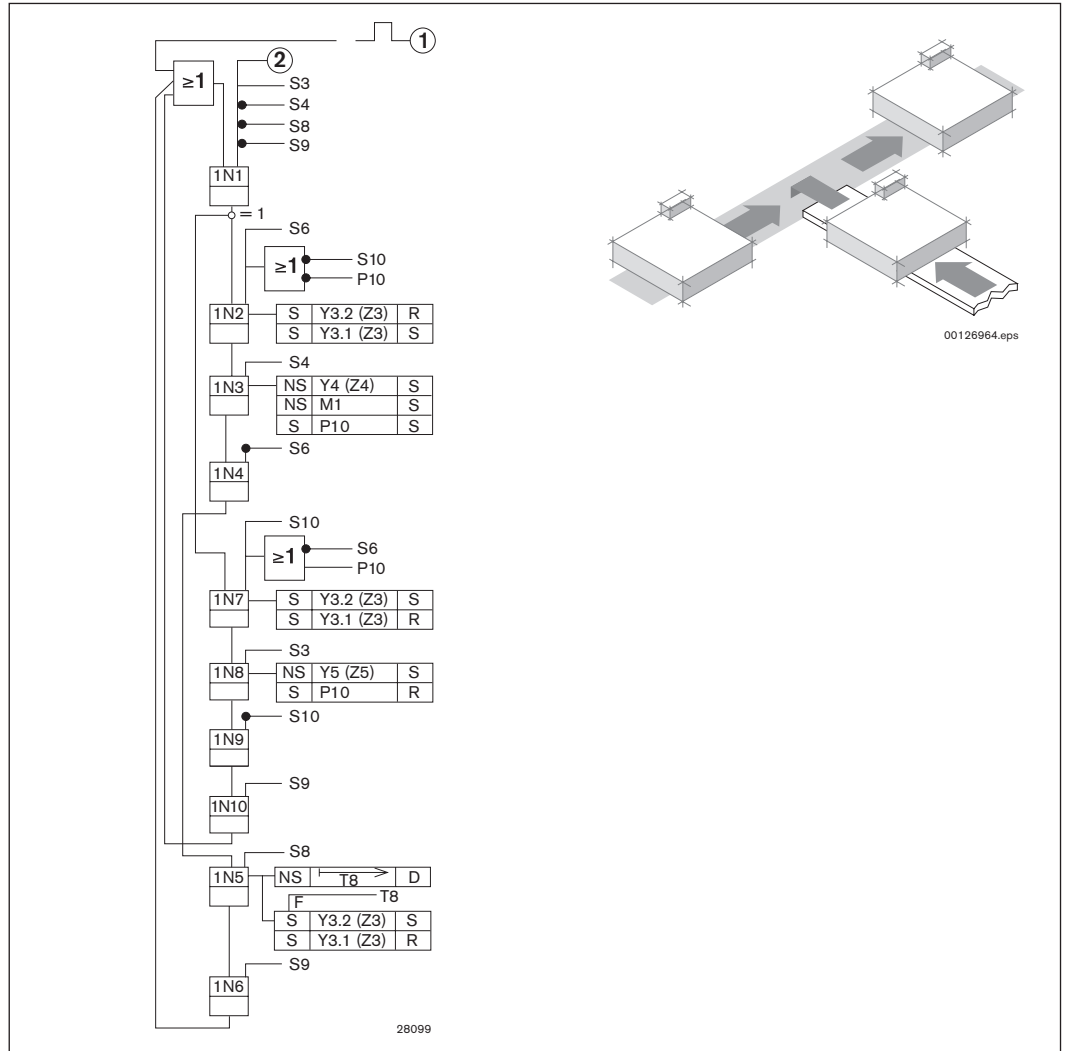 1
2
≥1
S3
S4
S8
S9
1N1
= 1
S6
≥1
S10
P10
1N2
S Y3.2 (Z3) R
S Y3.1 (Z3) S
S4
1N3
NS Y4 (Z4) S
NS M1 S
S P10 S
S6
1N4
S10
≥1
S6
P10
1N7
S Y3.2 (Z3) S
S Y3.1 (Z3) R
S3
1N8
NS Y5 (Z5) S
S P10 R
S10
1N9
S9
1N10
S8
1N5
NS T8 D
F T8
S Y3.2 (Z3) S
S Y3.1 (Z3) R
S9
1N6
28099
00126964.eps